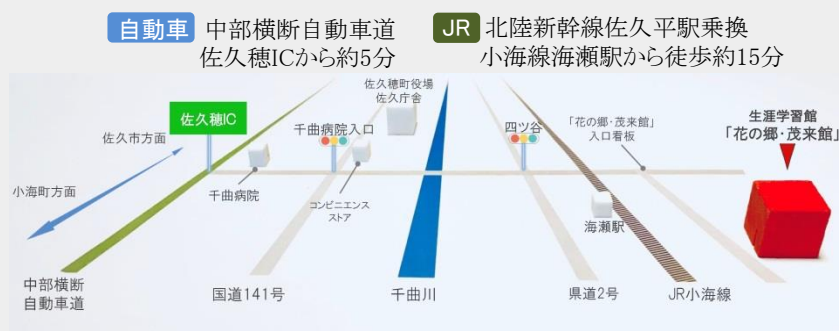 自動車 中部横断自動車道
佐久穂ICから約5分
JR 北陸新幹線佐久平駅乗換
小海線海瀬駅から徒歩約15分
佐久穂町役場
佐久庁舎
佐久穂IC
千曲病院入口
四ツ谷
「花の郷・茂来館」
入口看板
生涯学習館
「花の郷・茂来館」
佐久市方面
小海町方面
千曲病院
コンビニエンス
ストア
海瀬駅
中部横断
自動車道
国道141号
千曲川
県道2号
JR小海線